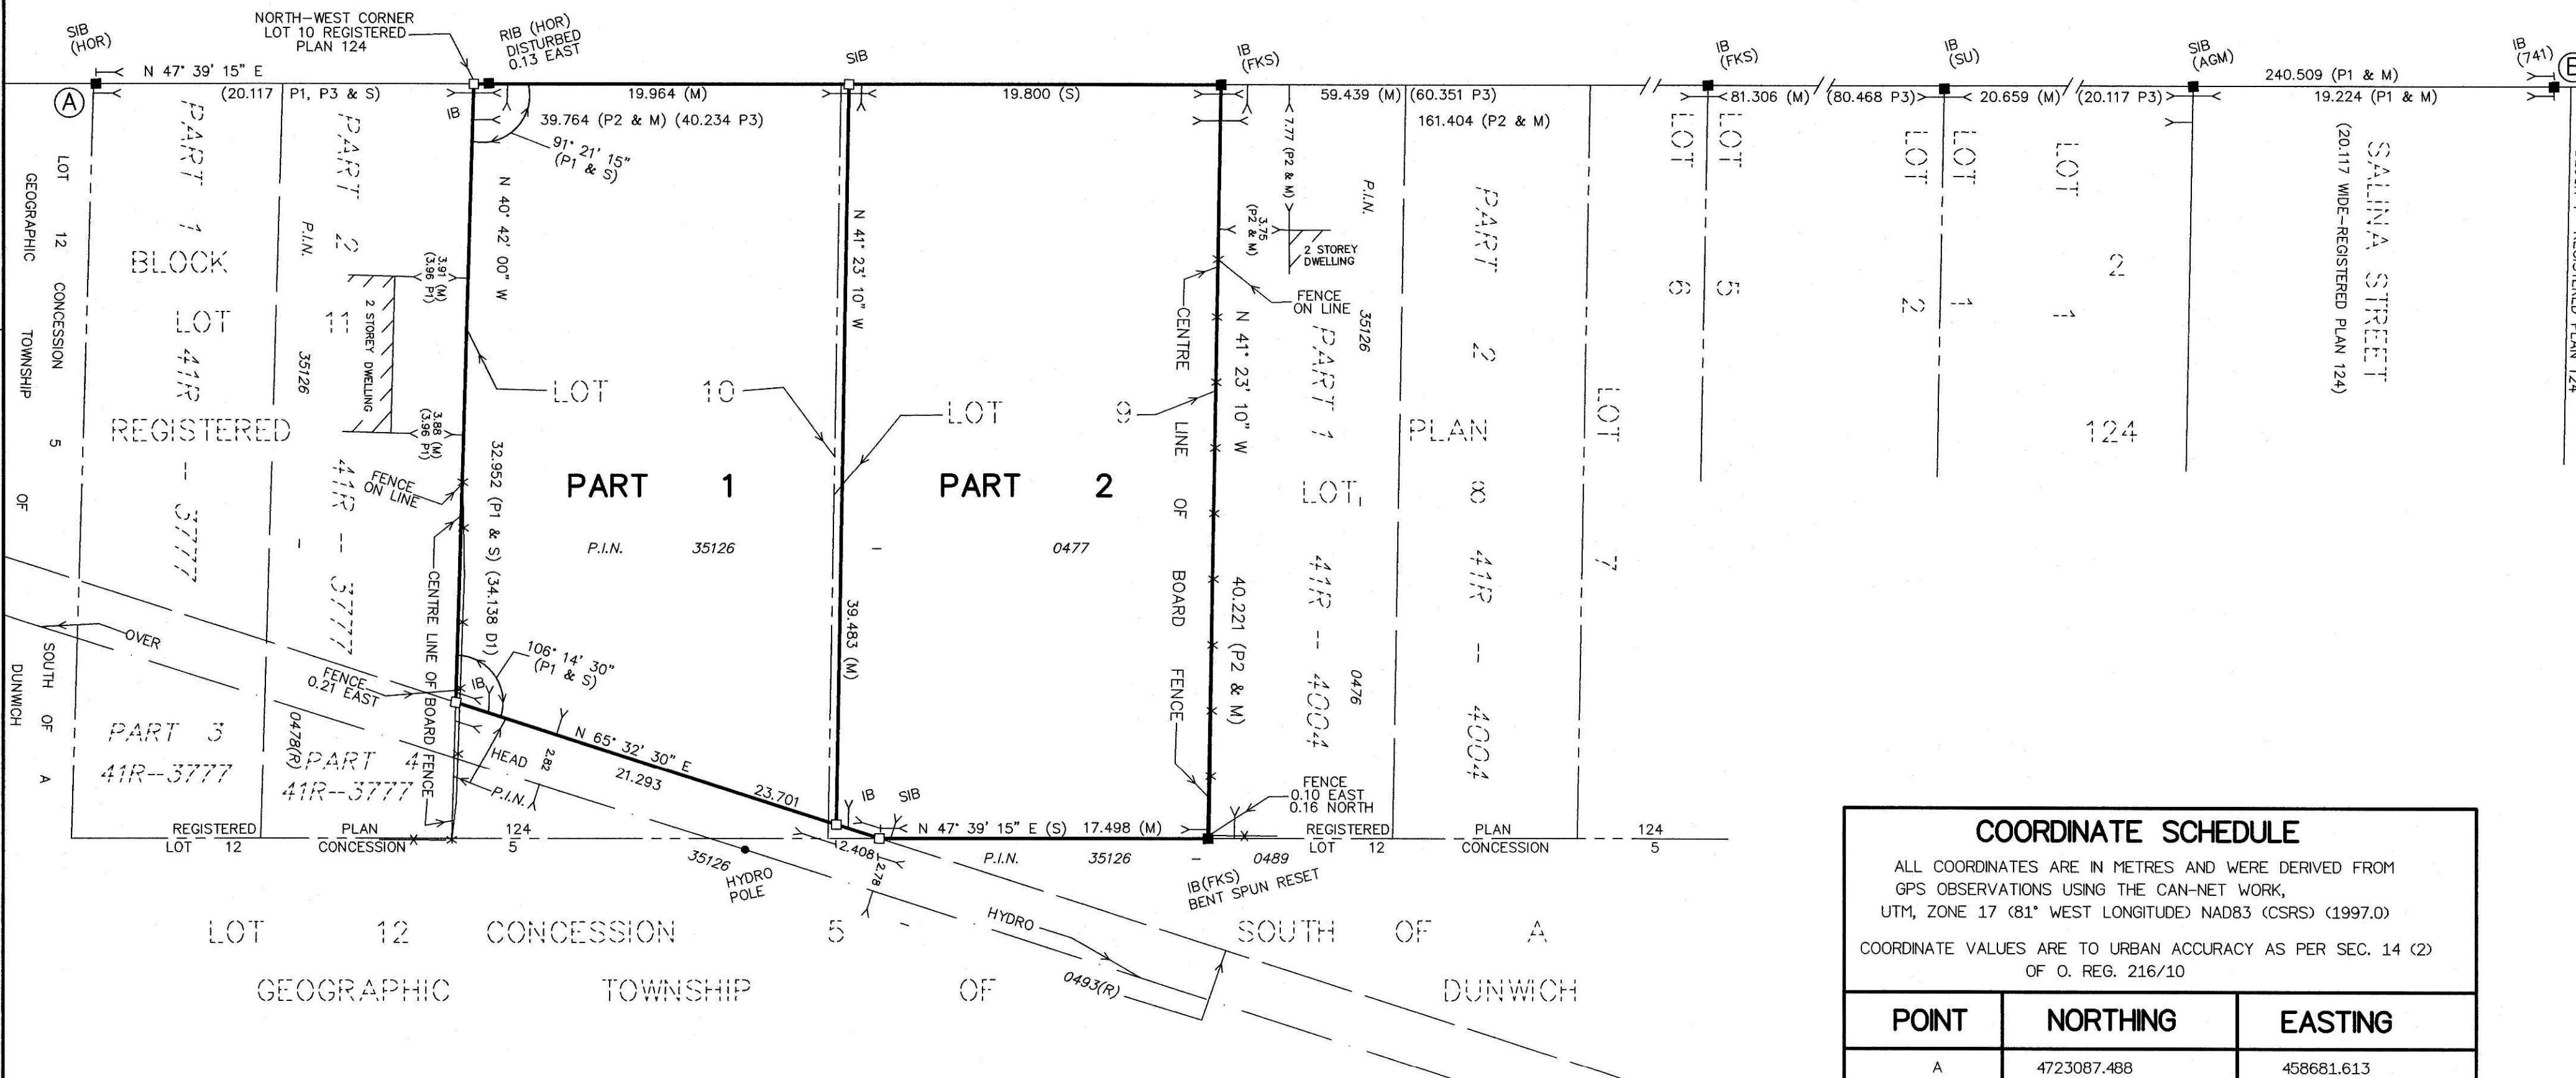 NORTH-WEST CORNER
LOT 10 REGISTERED
PLAN 124
SIB
(HOR)
RIB (HOR)
DISTURBED
0.13 EAST
SIB
IB
(FKS)
IB
(FKS)
IB
(SU)
SIB
(AGM)
IB
(741)
N 47° 39' 15" E
240.509 (P1 & M)
A
B
(20.117 P1, P3 & S)
19.964 (M)
19.800 (S)
59.439 (M) (60.351 P3)
81.306 (M) (80.468 P3)
20.659 (M) (20.117 P3)
19.224 (P1 & M)
IB
39.764 (P2 & M) (40.234 P3)
161.404 (P2 & M)
91° 21' 15"
(P1 & S)
7.77 (P2 & M)
3.75
(P2 & M)
2 STOREY
DWELLING
FENCE
ON LINE
LOT 12 CONCESSION 5 SOUTH OF A
GEOGRAPHIC TOWNSHIP OF DUNWICH
PART 1
41R - 3777
PART 2
41R - 3777
BLOCK
LOT 11
REGISTERED
P.I.N. 35126 - 0478(R)
2 STOREY DWELLING
3.91 (M)
(3.96 P1)
3.88 (M)
(3.96 P1)
FENCE
ON LINE
N 40° 42' 00" W
32.952 (P1 & S) (34.138 D1)
CENTRE LINE OF BOARD FENCE
LOT 10
PART 1
P.I.N. 35126 - 0477
N 41° 23' 10" W
39.483 (M)
LOT 9
PART 2
CENTRE LINE OF BOARD FENCE
N 41° 23' 10" W
40.221 (P2 & M)
P.I.N. 35126 0476
PART 1
41R - 4004
PART 2
41R - 4004
LOT 8
PLAN
LOT 7
LOT 6
LOT 5
LOT 2
LOT 1
LOT 1 2
124
SALINA STREET
(20.117 WIDE-REGISTERED PLAN 124)
REGISTERED PLAN 124
OVER
FENCE
0.21 EAST
106° 14' 30"
(P1 & S)
IB
PART 3
41R-3777
PART 4
41R-3777
HEAD
P.I.N.
2.82
N 65° 32' 30" E
21.293
23.701
IB
SIB
N 47° 39' 15" E (S) 17.498 (M)
FENCE
0.10 EAST
0.16 NORTH
REGISTERED PLAN 124
LOT 12 CONCESSION 5
REGISTERED PLAN 124
LOT 12 CONCESSION 5
2.408
2.78
P.I.N. 35126 - 0489
35126
HYDRO
POLE
IB(FKS)
BENT SPUN RESET
HYDRO
0493(R)
LOT 12 CONCESSION 5 - SOUTH OF A
GEOGRAPHIC TOWNSHIP OF DUNWICH
COORDINATE SCHEDULE
ALL COORDINATES ARE IN METRES AND WERE DERIVED FROM
GPS OBSERVATIONS USING THE CAN-NET WORK,
UTM, ZONE 17 (81° WEST LONGITUDE) NAD83 (CSRS) (1997.0)
COORDINATE VALUES ARE TO URBAN ACCURACY AS PER SEC. 14 (2)
OF O. REG. 216/10
POINT NORTHING EASTING
A 4723087.488 458681.613